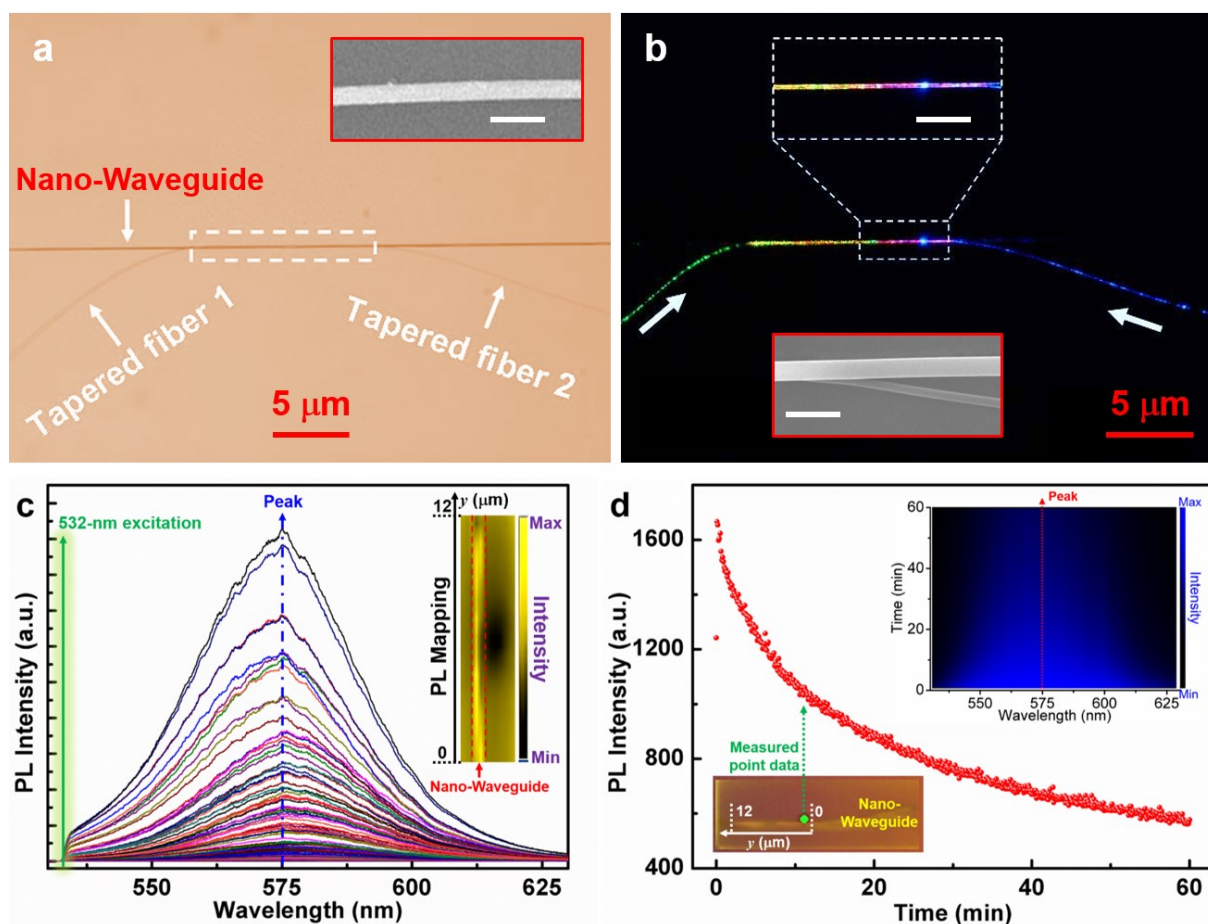 a
Nano-Waveguide
Tapered fiber 1
Tapered fiber 2
5 μm
b
5 μm
c
532-nm excitation
Peak
12
y (μm)
Max
PL Mapping
Intensity
0
Min
Nano-Waveguide
PL Intensity (a.u.)
550
575
600
625
Wavelength (nm)
d
Peak
60
40
20
0
Time (min)
550
575
600
625
Wavelength (nm)
Max
Intensity
Min
1600
1200
800
400
PL Intensity (a.u.)
Measured
point data
12
0
Nano-
Waveguide
y (μm)
0
20
40
60
Time (min)